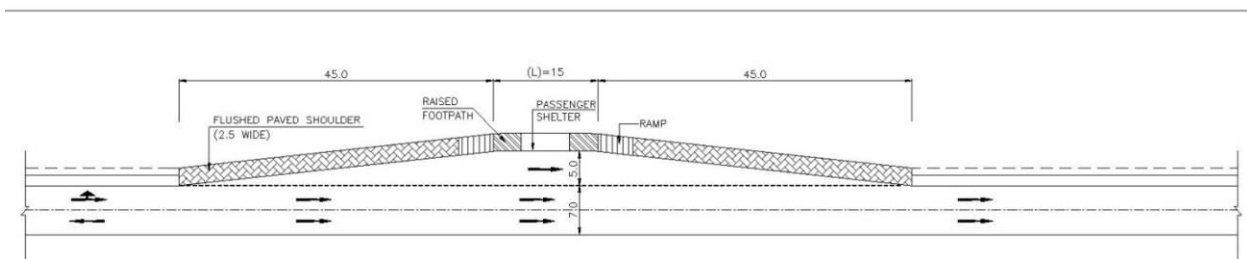 45.0
(L)=15
45.0
FLUSHED PAVED SHOULDER
(2.5 WIDE)
RAISED
FOOTPATH
PASSENGER
SHELTER
RAMP
5.0
7.0